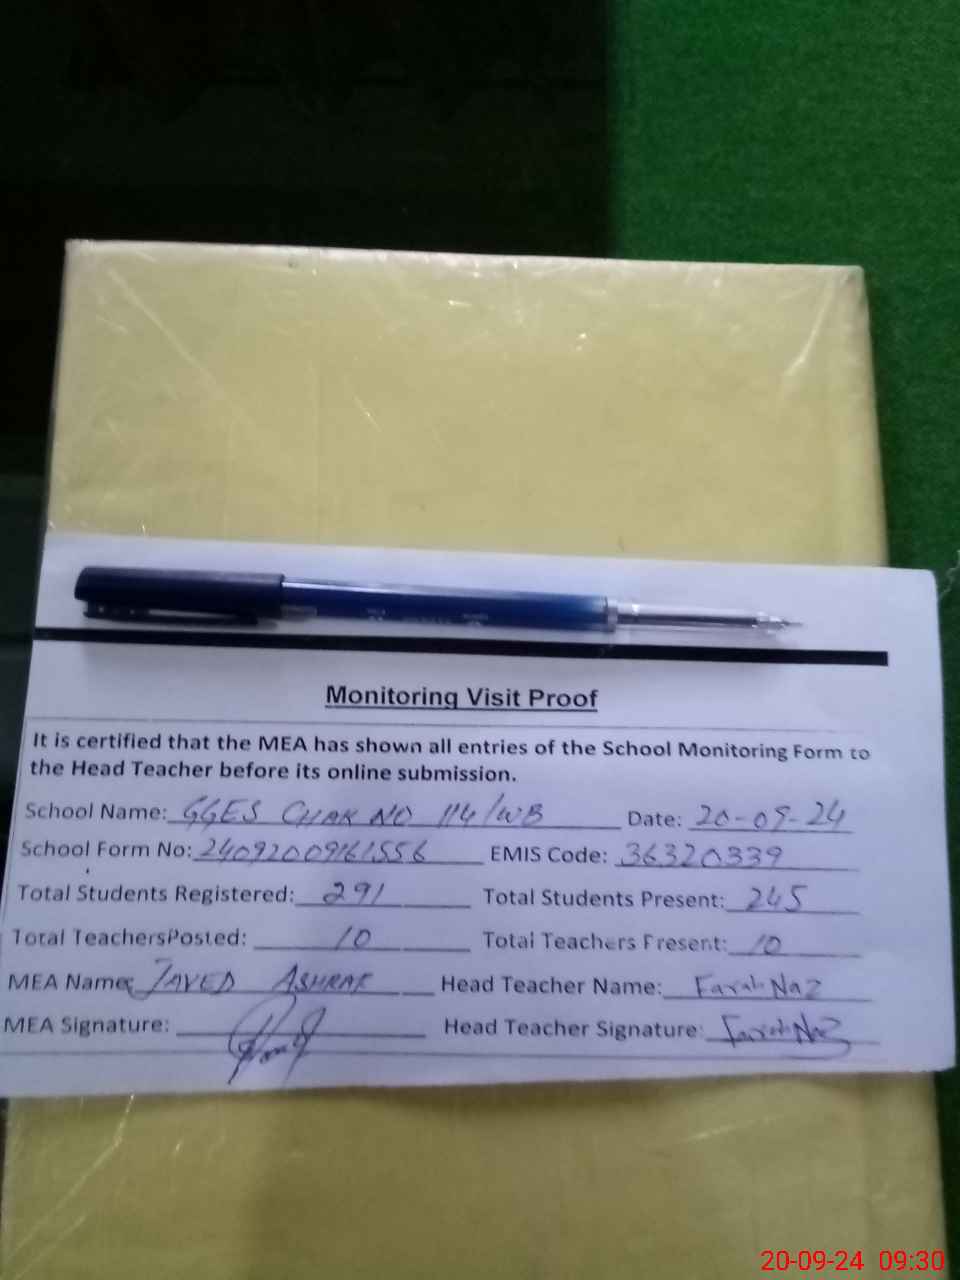 Monitoring Visit Proof
It is certified that the MEA has shown all entries of the School Monitoring Form to
the Head Teacher before its online submission.
School Name: GGES CHAK NO 114/WB Date: 20-09-24
School Form No: 24092009161556 EMIS Code: 36320339
Total Students Registered: 291 Total Students Present: 245
Total TeachersPosted: 10 Total Teachers Present: 10
MEA Name: JAVED ASHRAF Head Teacher Name: Farah Naz
MEA Signature: Head Teacher Signature: Farah Naz
20-09-24 09:30